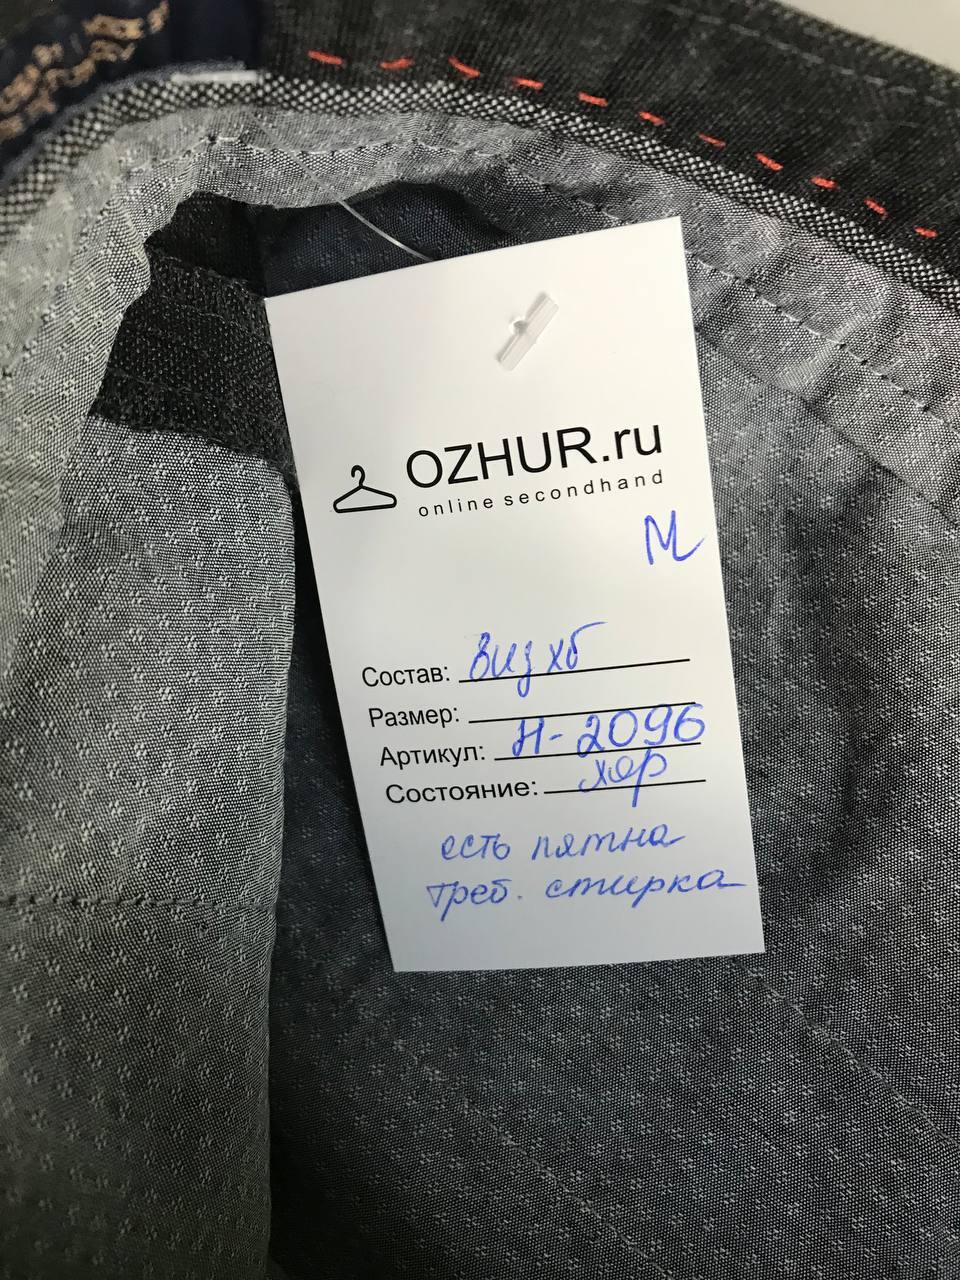 OZHUR.ru
online secondhand
М
Состав: виз хб
Размер:
Артикул: Н-2096
Состояние: хор
есть пятна
треб. стирка